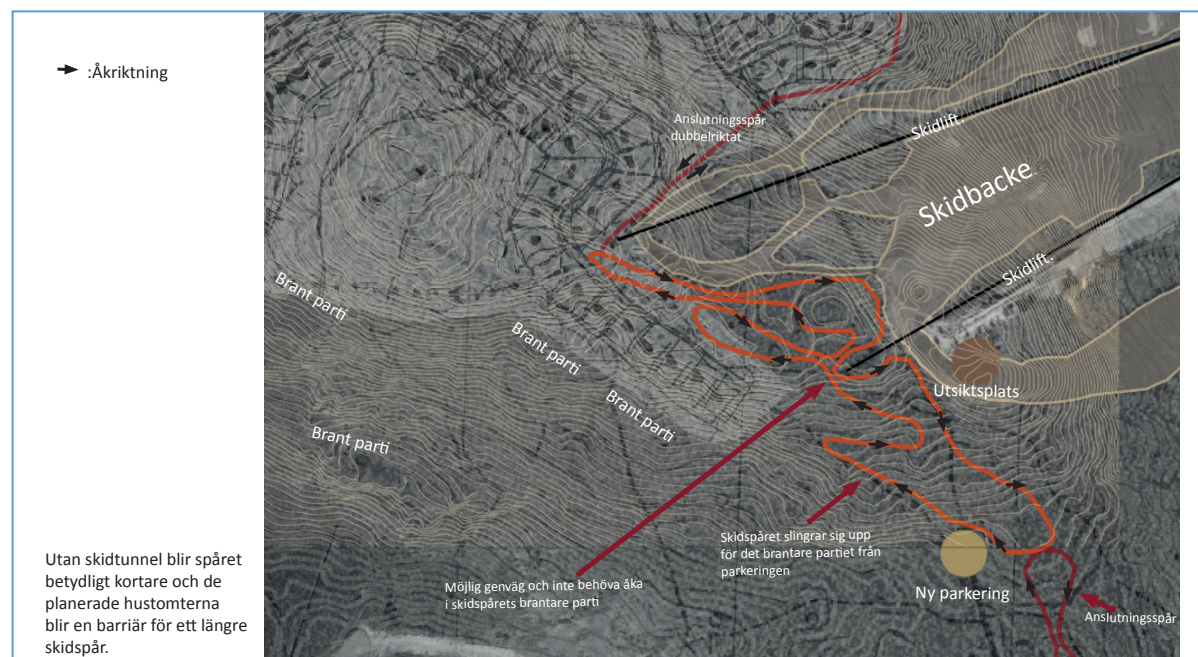 :Åkriktning
Anslutningsspår
dubbelriktat
Skidlift.
Skidbacke.
Skidlift.
Brant parti
Brant parti
Brant parti
Brant parti
Utsiktsplats
Skidspåret slingrar sig upp
för det brantare partiet från
parkeringen
Möjlig genväg och inte behöva åka
i skidspårets brantare parti
Ny parkering
Anslutningsspår
Utan skidtunnel blir spåret
betydligt kortare och de
planerade hustomterna
blir en barriär för ett längre
skidspår.